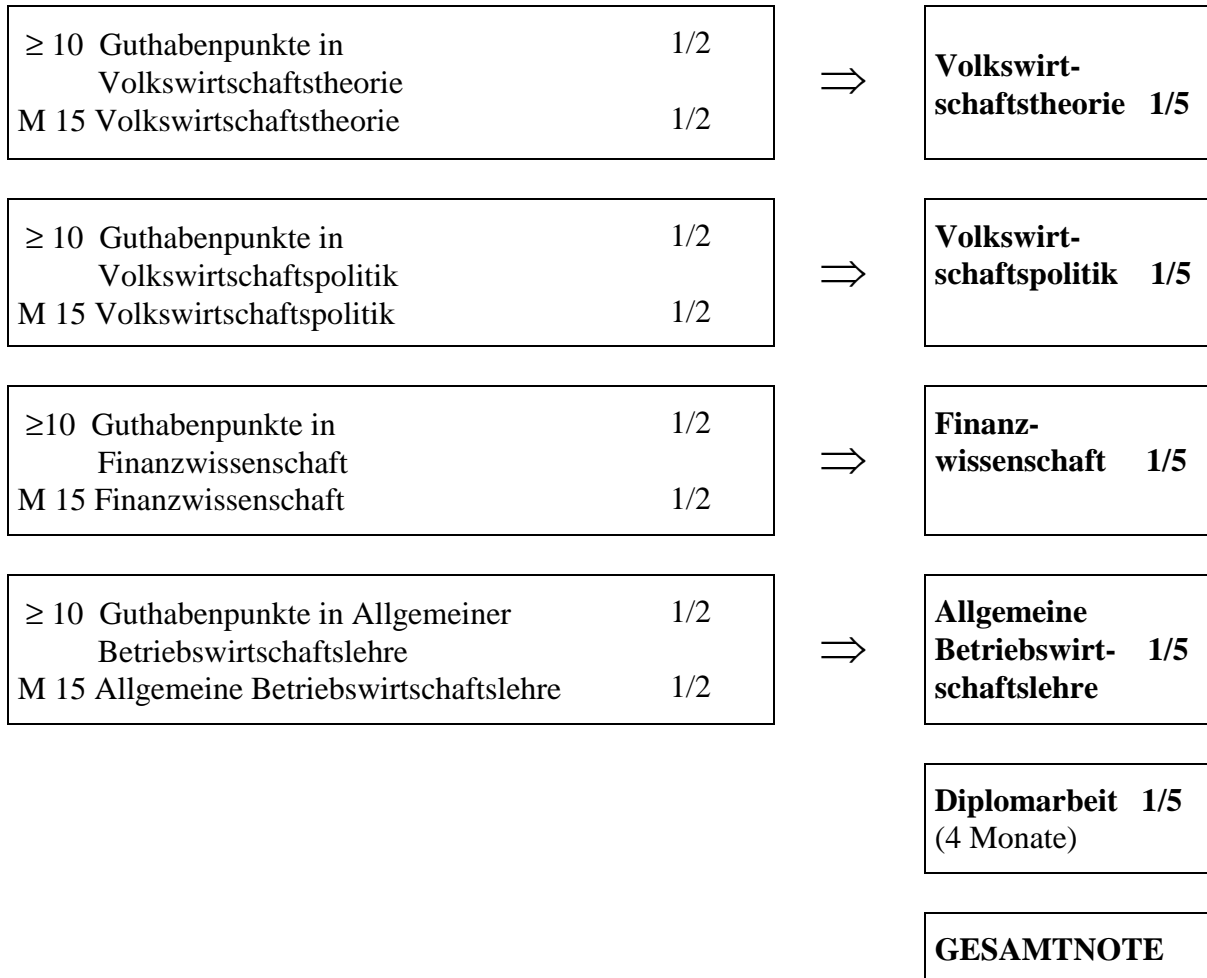 ≥ 10 Guthabenpunkte in 1/2
Volkswirtschaftstheorie
M 15 Volkswirtschaftstheorie 1/2
⇒
Volkswirt-
schaftstheorie 1/5
≥ 10 Guthabenpunkte in 1/2
Volkswirtschaftspolitik
M 15 Volkswirtschaftspolitik 1/2
⇒
Volkswirt-
schaftspolitik 1/5
≥10 Guthabenpunkte in 1/2
Finanzwissenschaft
M 15 Finanzwissenschaft 1/2
⇒
Finanz-
wissenschaft 1/5
≥ 10 Guthabenpunkte in Allgemeiner 1/2
Betriebswirtschaftslehre
M 15 Allgemeine Betriebswirtschaftslehre 1/2
⇒
Allgemeine
Betriebswirt- 1/5
schaftslehre
Diplomarbeit 1/5
(4 Monate)
GESAMTNOTE